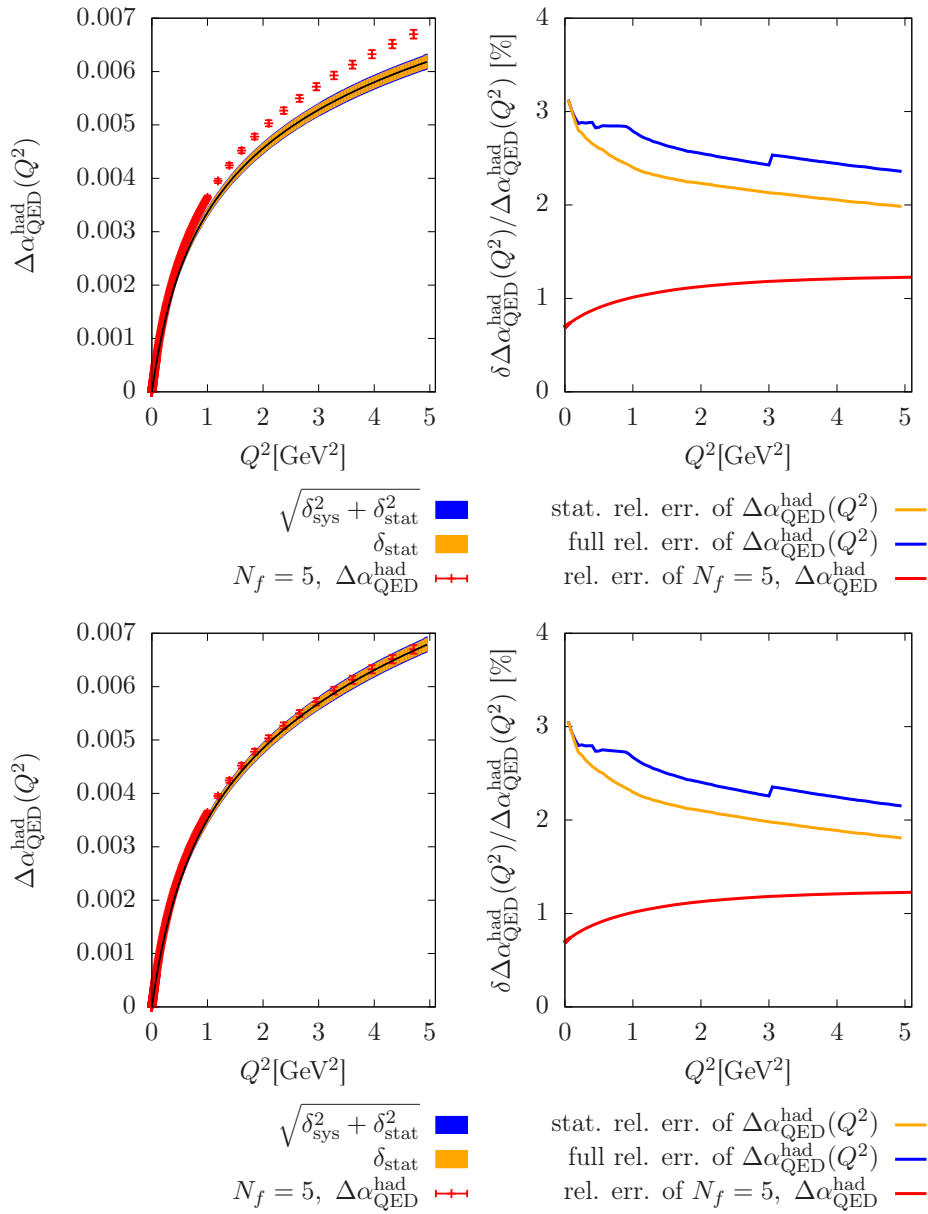 0.007
0.006
0.005
0.004
0.003
0.002
0.001
0
Δα^had_QED(Q²)
0 1 2 3 4 5
Q²[GeV²]
√(δ²_sys + δ²_stat)
δ_stat
N_f = 5, Δα^had_QED
4
3
2
1
0
δΔα^had_QED(Q²)/Δα^had_QED(Q²) [%]
0 1 2 3 4 5
Q²[GeV²]
stat. rel. err. of Δα^had_QED(Q²)
full rel. err. of Δα^had_QED(Q²)
rel. err. of N_f = 5, Δα^had_QED
0.007
0.006
0.005
0.004
0.003
0.002
0.001
0
Δα^had_QED(Q²)
0 1 2 3 4 5
Q²[GeV²]
√(δ²_sys + δ²_stat)
δ_stat
N_f = 5, Δα^had_QED
4
3
2
1
0
δΔα^had_QED(Q²)/Δα^had_QED(Q²) [%]
0 1 2 3 4 5
Q²[GeV²]
stat. rel. err. of Δα^had_QED(Q²)
full rel. err. of Δα^had_QED(Q²)
rel. err. of N_f = 5, Δα^had_QED